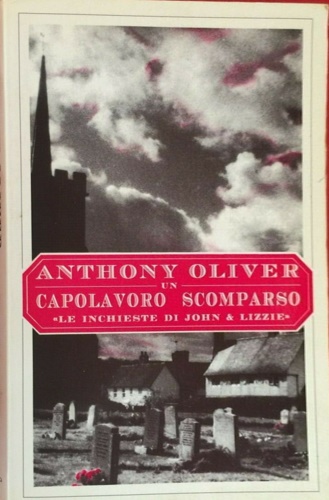 ANTHONY OLIVER
UN
CAPOLAVORO SCOMPARSO
«LE INCHIESTE DI JOHN & LIZZIE»